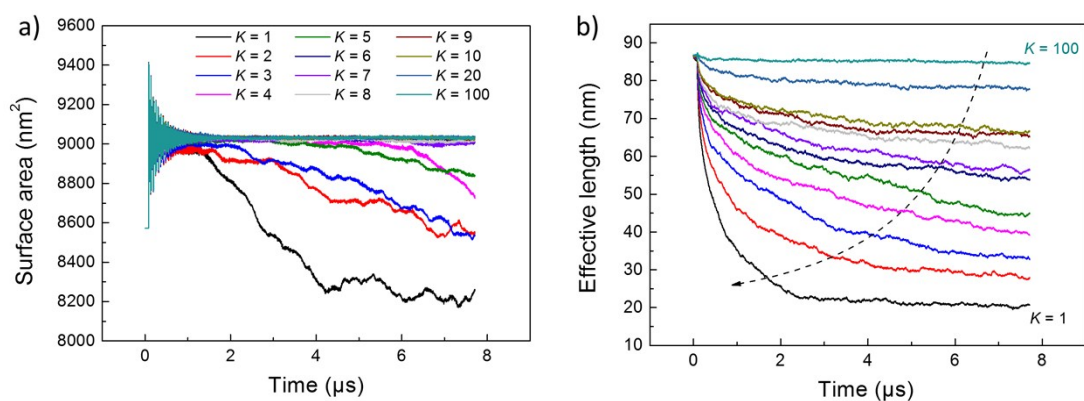 a)
9600
9400
9200
9000
8800
8600
8400
8200
8000
Surface area (nm²)
K = 1
K = 2
K = 3
K = 4
K = 5
K = 6
K = 7
K = 8
K = 9
K = 10
K = 20
K = 100
0 2 4 6 8
Time (µs)
b)
90
80
70
60
50
40
30
20
10
Effective length (nm)
K = 100
K = 1
0 2 4 6 8
Time (µs)